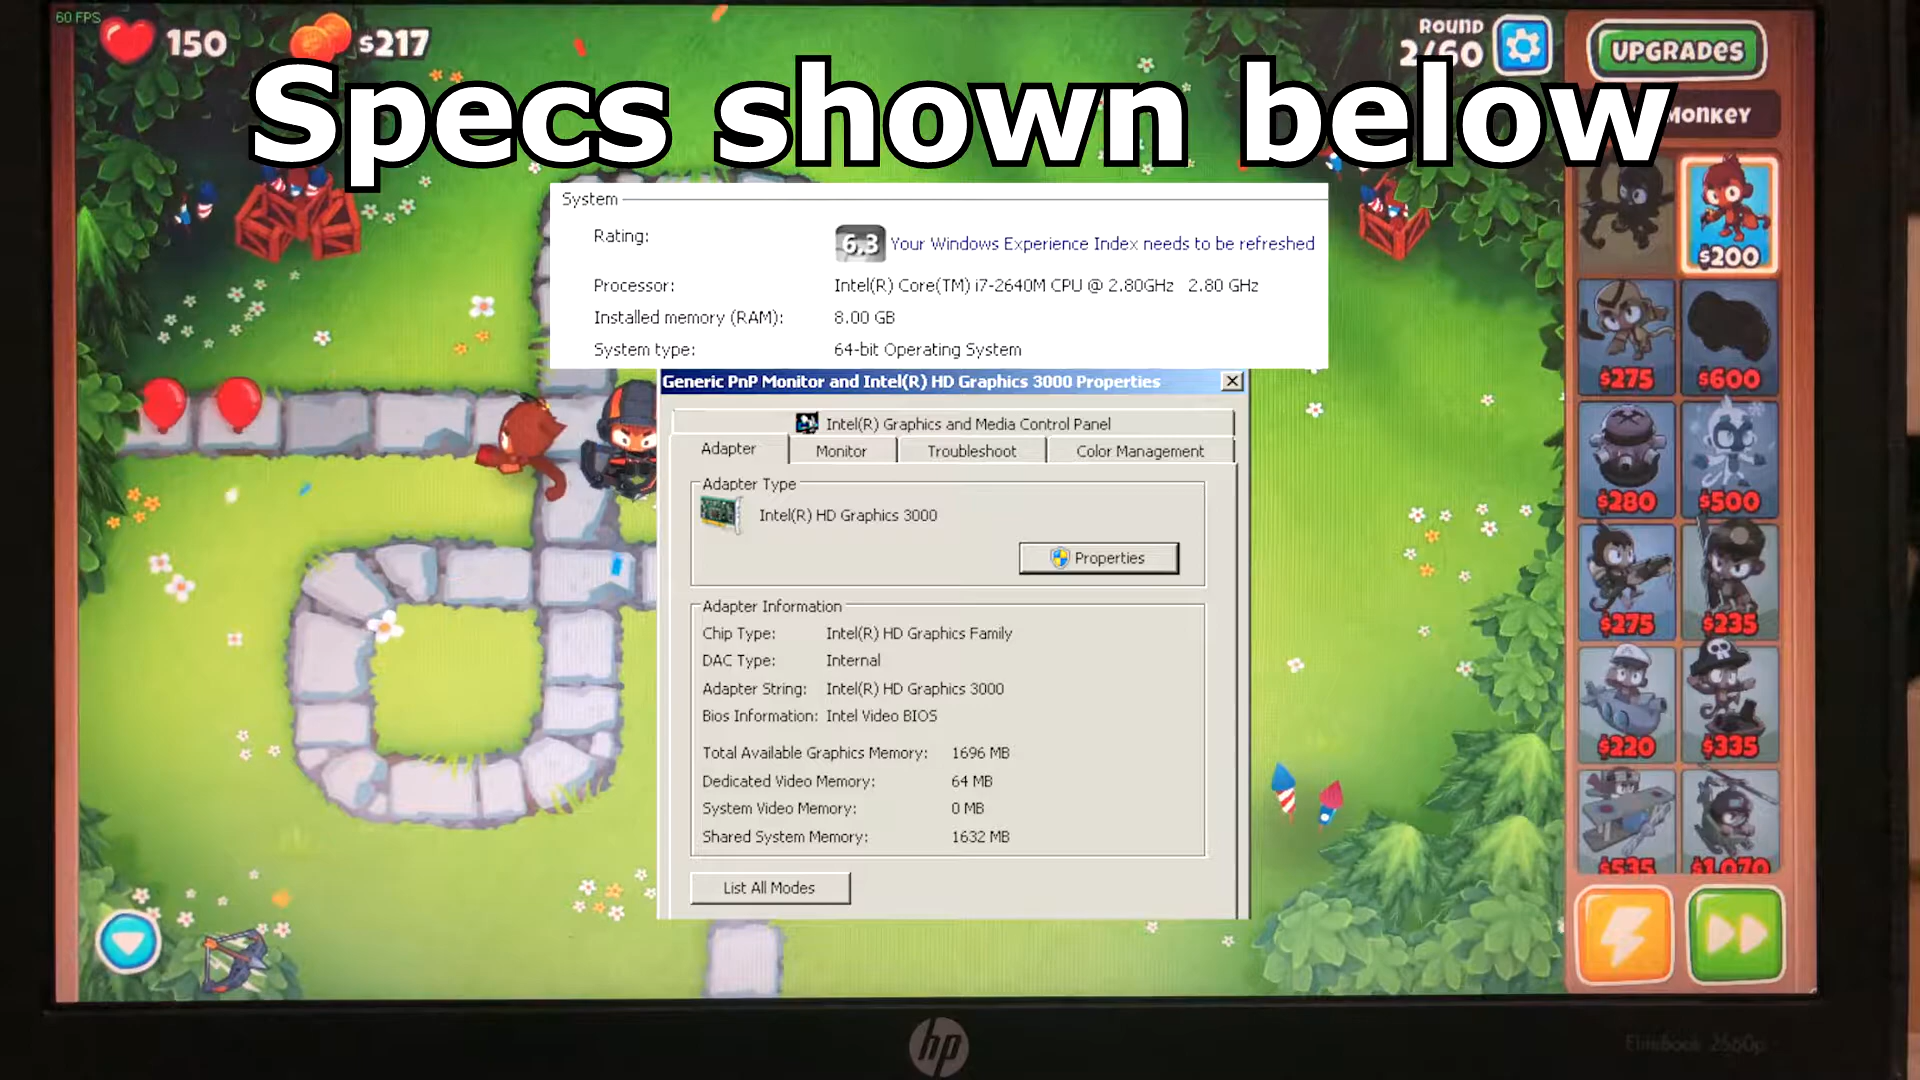 60 FPS
150
$217
ROUND
2/60
UPGRADES
Specs shown below
MONKEY
System
Rating:
6.3
Your Windows Experience Index needs to be refreshed
Processor:
Intel(R) Core(TM) i7-2640M CPU @ 2.80GHz 2.80 GHz
Installed memory (RAM):
8.00 GB
System type:
64-bit Operating System
Generic PnP Monitor and Intel(R) HD Graphics 3000 Properties
Intel(R) Graphics and Media Control Panel
Adapter
Monitor
Troubleshoot
Color Management
Adapter Type
Intel(R) HD Graphics 3000
Properties
Adapter Information
Chip Type: Intel(R) HD Graphics Family
DAC Type: Internal
Adapter String: Intel(R) HD Graphics 3000
Bios Information: Intel Video BIOS
Total Available Graphics Memory: 1696 MB
Dedicated Video Memory: 64 MB
System Video Memory: 0 MB
Shared System Memory: 1632 MB
List All Modes
$200
$275
$600
$280
$500
$275
$235
$220
$335
$535
$1,070
hp
EliteBook 2560p